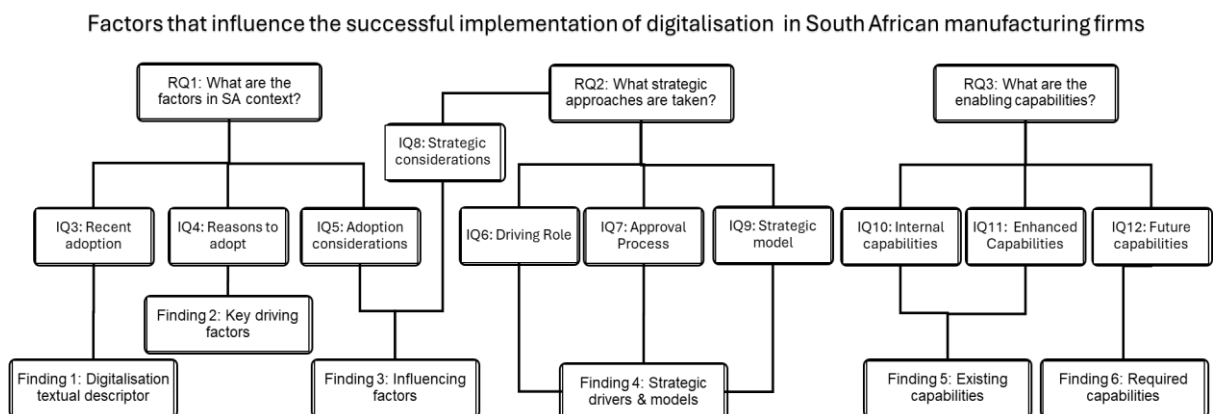 Factors that influence the successful implementation of digitalisation in South African manufacturing firms
RQ1: What are the
factors in SA context?
RQ2: What strategic
approaches are taken?
RQ3: What are the
enabling capabilities?
IQ8: Strategic
considerations
IQ3: Recent
adoption
IQ4: Reasons to
adopt
IQ5: Adoption
considerations
IQ6: Driving Role
IQ7: Approval
Process
IQ9: Strategic
model
IQ10: Internal
capabilities
IQ11: Enhanced
Capabilities
IQ12: Future
capabilities
Finding 2: Key driving
factors
Finding 1: Digitalisation
textual descriptor
Finding 3: Influencing
factors
Finding 4: Strategic
drivers & models
Finding 5: Existing
capabilities
Finding 6: Required
capabilities